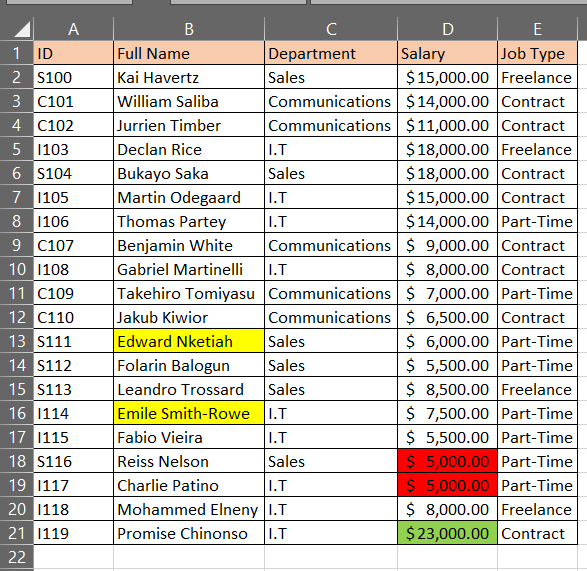 A B C D E
1 ID Full Name Department Salary Job Type
2 S100 Kai Havertz Sales $15,000.00 Freelance
3 C101 William Saliba Communications $14,000.00 Contract
4 C102 Jurrien Timber Communications $11,000.00 Contract
5 I103 Declan Rice I.T $18,000.00 Freelance
6 S104 Bukayo Saka Sales $18,000.00 Contract
7 I105 Martin Odegaard I.T $15,000.00 Contract
8 I106 Thomas Partey I.T $14,000.00 Part-Time
9 C107 Benjamin White Communications $ 9,000.00 Contract
10 I108 Gabriel Martinelli I.T $ 8,000.00 Contract
11 C109 Takehiro Tomiyasu Communications $ 7,000.00 Part-Time
12 C110 Jakub Kiwior Communications $ 6,500.00 Contract
13 S111 Edward Nketiah Sales $ 6,000.00 Part-Time
14 S112 Folarin Balogun Sales $ 5,500.00 Part-Time
15 S113 Leandro Trossard Sales $ 8,500.00 Freelance
16 I114 Emile Smith-Rowe I.T $ 7,500.00 Part-Time
17 I115 Fabio Vieira I.T $ 5,500.00 Part-Time
18 S116 Reiss Nelson Sales $ 5,000.00 Part-Time
19 I117 Charlie Patino I.T $ 5,000.00 Part-Time
20 I118 Mohammed Elneny I.T $ 8,000.00 Freelance
21 I119 Promise Chinonso I.T $23,000.00 Contract
22